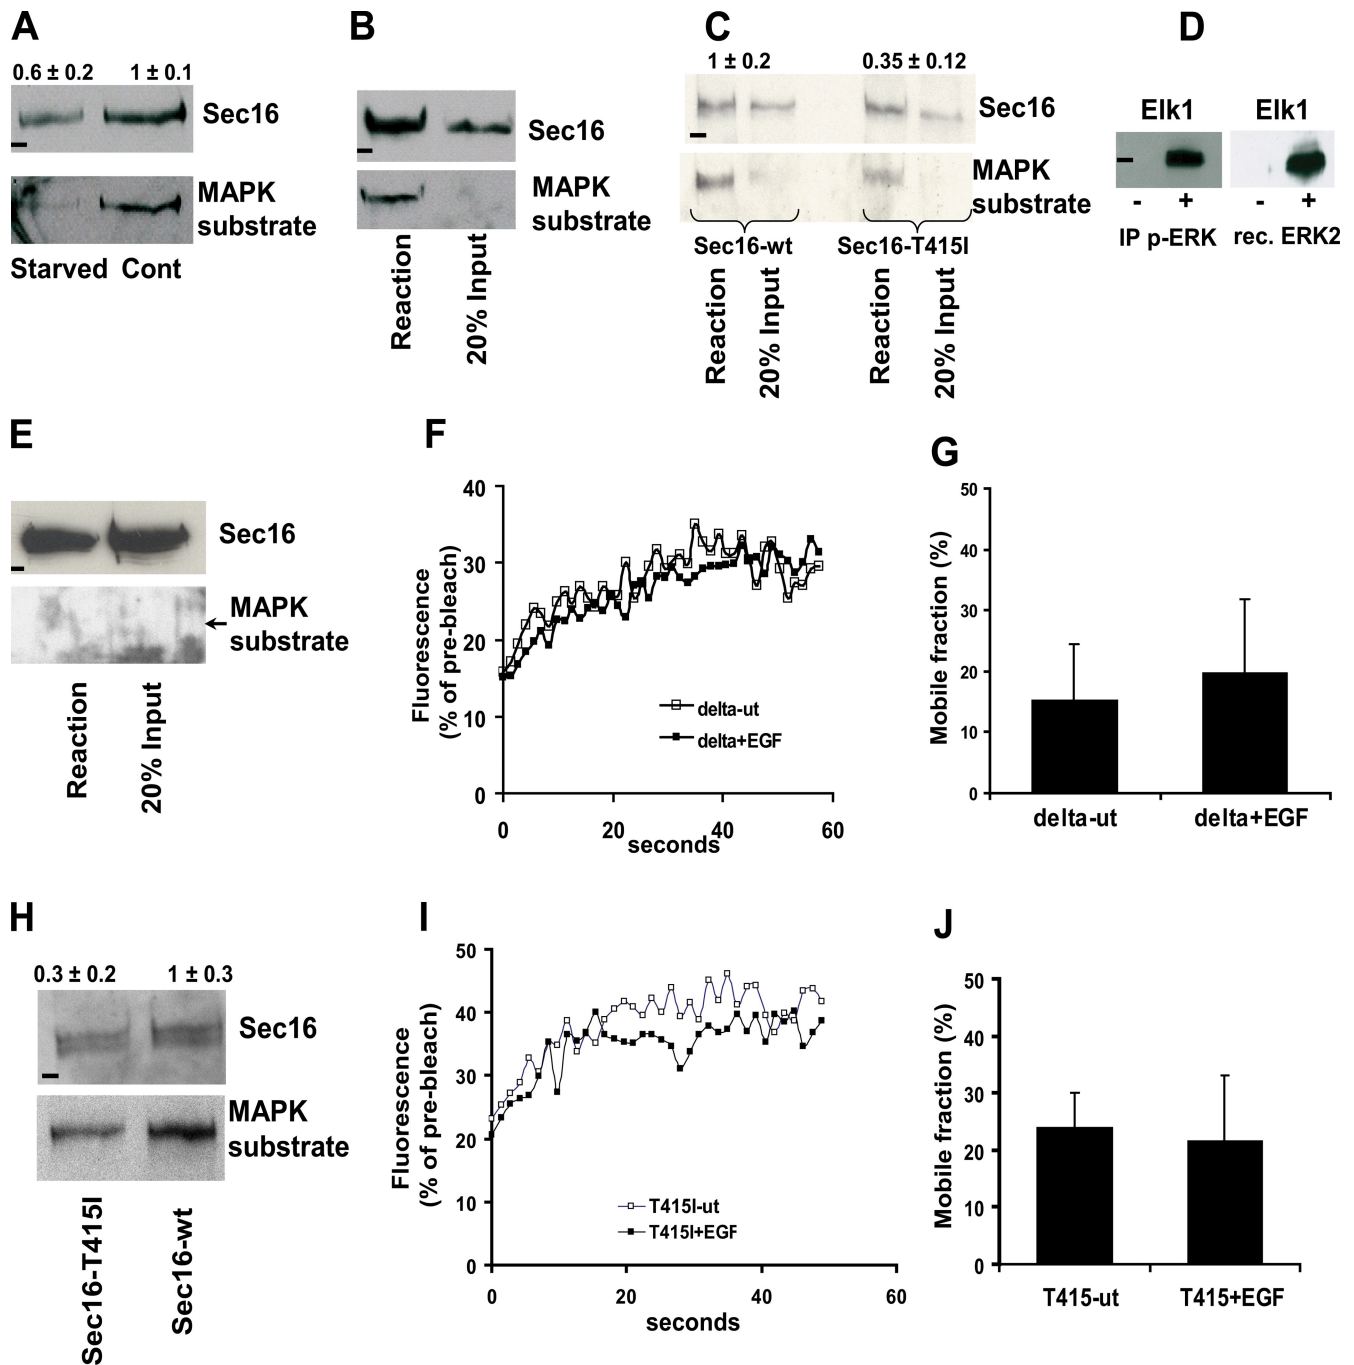 A
0.6 ± 0.2 1 ± 0.1
Sec16
MAPK
substrate
Starved Cont
B
Sec16
MAPK
substrate
Reaction
20% Input
C
1 ± 0.2 0.35 ± 0.12
Sec16
MAPK
substrate
Sec16-wt Sec16-T415I
Reaction
20% Input
Reaction
20% Input
D
Elk1 Elk1
- + - +
IP p-ERK rec. ERK2
E
Sec16
MAPK
substrate
Reaction
20% Input
F
Fluorescence
(% of pre-bleach)
40
30
20
10
0
delta-ut
delta+EGF
0 20 40 60
seconds
G
Mobile fraction (%)
50
40
30
20
10
0
delta-ut delta+EGF
H
0.3 ± 0.2 1 ± 0.3
Sec16
MAPK
substrate
Sec16-T415I
Sec16-wt
I
Fluorescence
(% of pre-bleach)
50
40
30
20
10
0
T415I-ut
T415I+EGF
0 20 40 60
seconds
J
Mobile fraction (%)
50
40
30
20
10
0
T415-ut T415+EGF